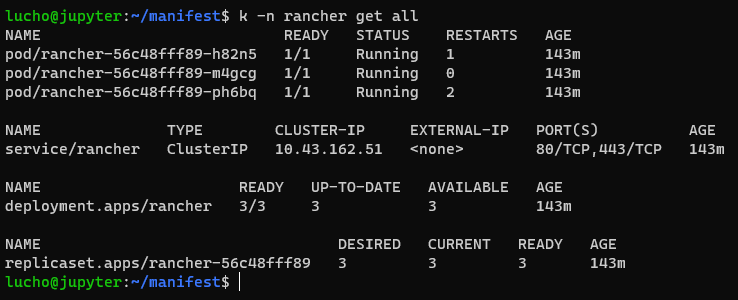 lucho@jupyter:~/manifest$ k -n rancher get all
NAME READY STATUS RESTARTS AGE
pod/rancher-56c48fff89-h82n5 1/1 Running 1 143m
pod/rancher-56c48fff89-m4gcg 1/1 Running 0 143m
pod/rancher-56c48fff89-ph6bq 1/1 Running 2 143m
NAME TYPE CLUSTER-IP EXTERNAL-IP PORT(S) AGE
service/rancher ClusterIP 10.43.162.51 <none> 80/TCP,443/TCP 143m
NAME READY UP-TO-DATE AVAILABLE AGE
deployment.apps/rancher 3/3 3 3 143m
NAME DESIRED CURRENT READY AGE
replicaset.apps/rancher-56c48fff89 3 3 3 143m
lucho@jupyter:~/manifest$